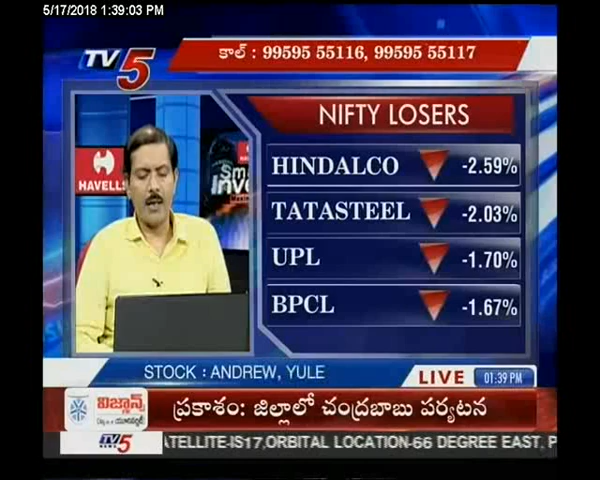 5/17/2018 1:39:03 PM
TV5
కాల్ : 99595 55116, 99595 55117
NIFTY LOSERS
HINDALCO -2.59%
TATASTEEL -2.03%
UPL -1.70%
BPCL -1.67%
HAVELLS
STOCK : ANDREW, YULE
LIVE 01:39 PM
విజ్ఞాన్స్
ప్రకాశం: జిల్లాలో చంద్రబాబు పర్యటన
TV5
ATELLITE-IS17,ORBITAL LOCATION-66 DEGREE EAST, P